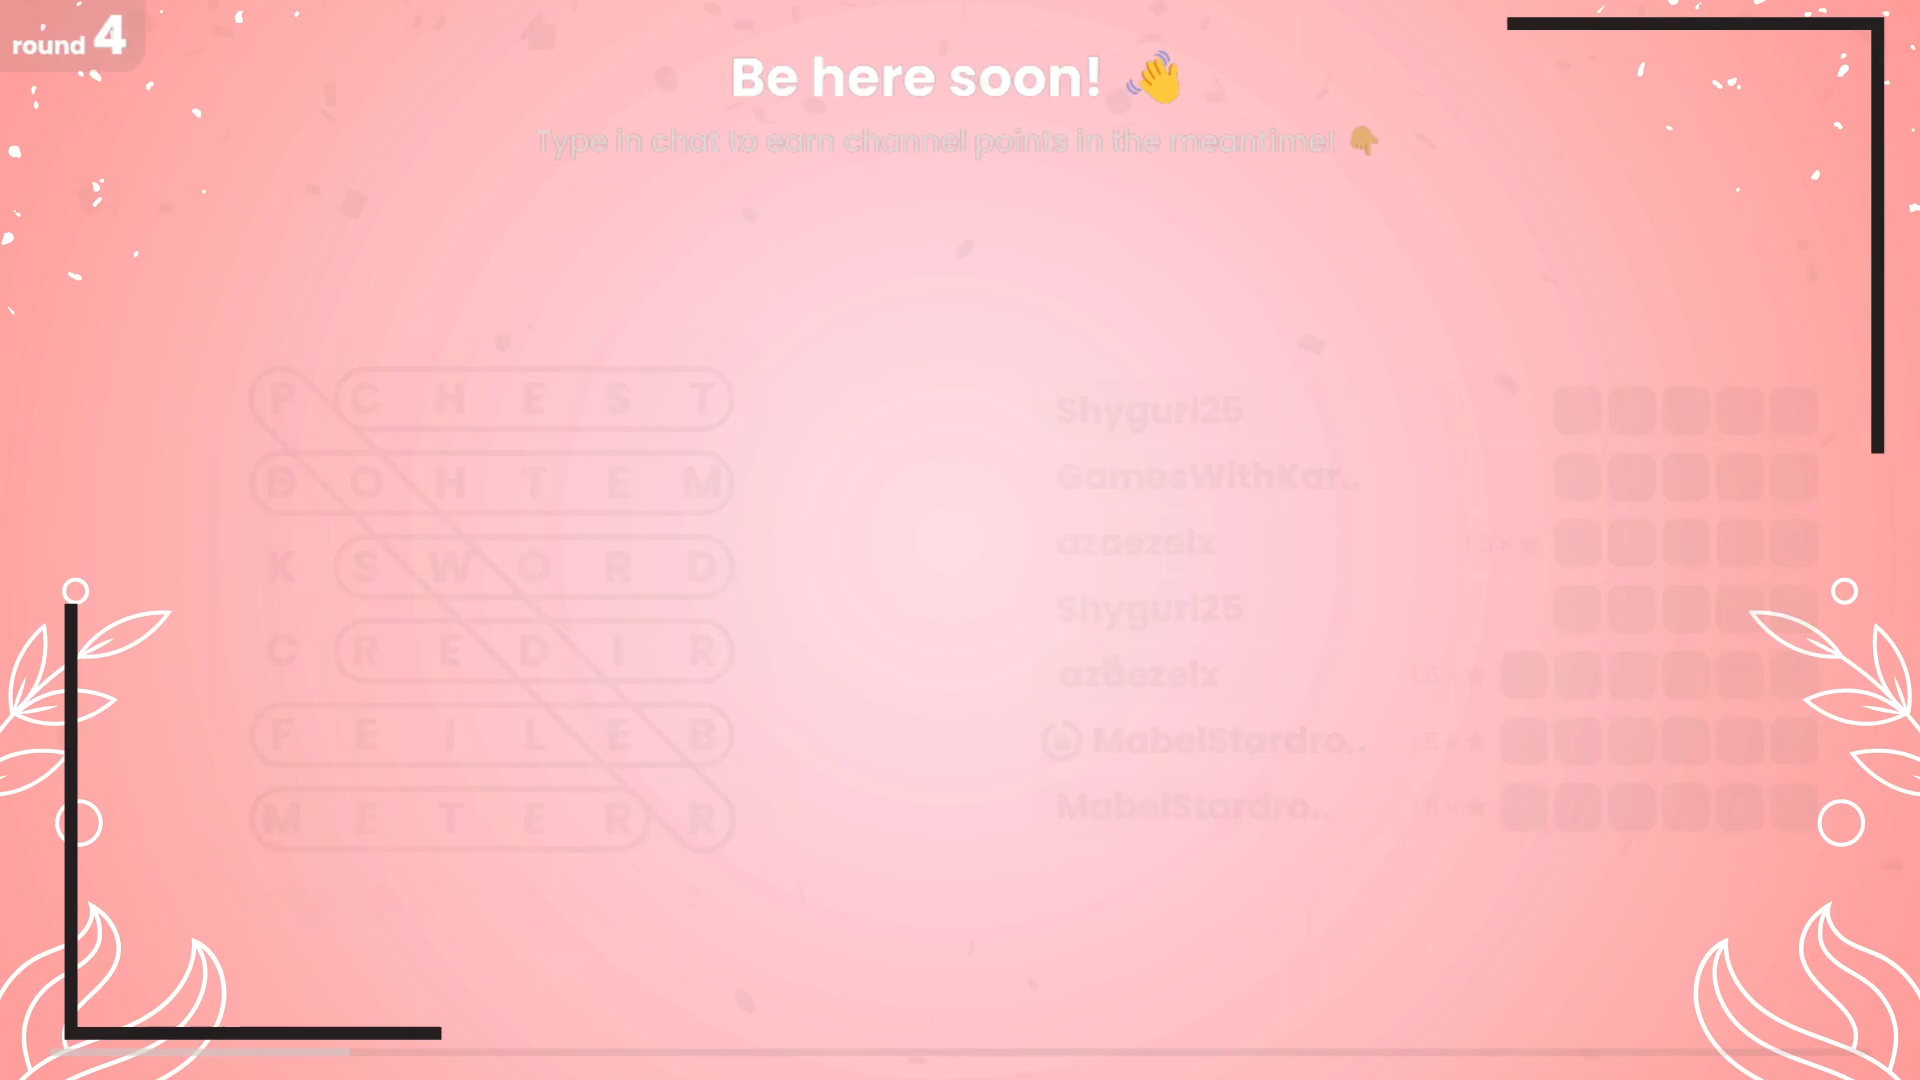 round 4
Be here soon! 👋
Type in chat to earn channel points in the meantime! 👇
P C H E S T
D O H T E M
K S W O R D
C R E D I R
F E I L E B
M E T E R R
Shygurl25
GamesWithKar..
azaezelx
Shygurl25
azaezelx
MabelStardro..
MabelStardro..